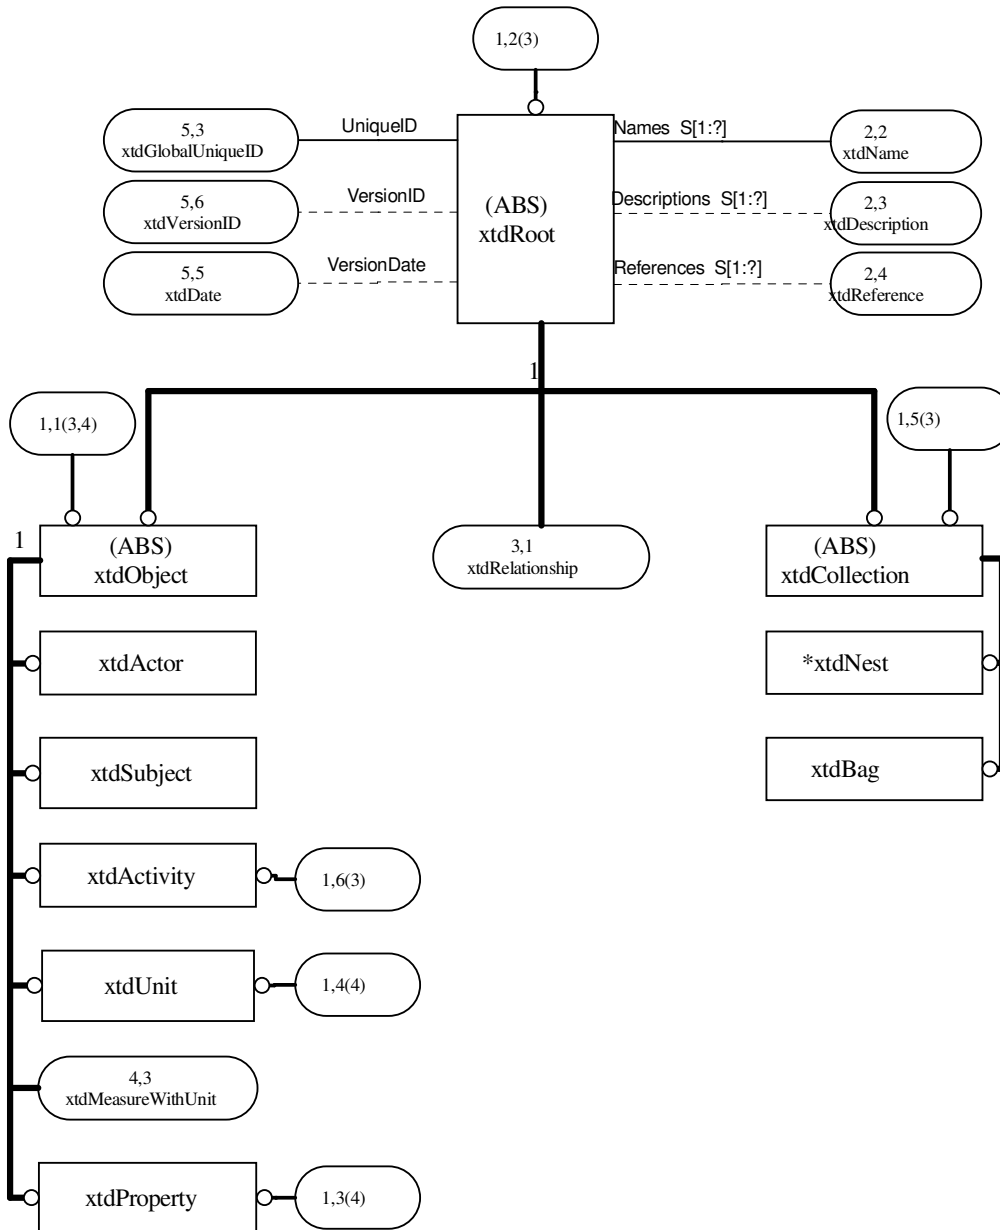 1,2(3)
UniqueID
Names S[1:?]
5,3
xtdGlobalUniqueID
2,2
xtdName
VersionID
Descriptions S[1:?]
5,6
xtdVersionID
(ABS)
xtdRoot
2,3
xtdDescription
VersionDate
References S[1:?]
5,5
xtdDate
2,4
xtdReference
1
1,1(3,4)
1,5(3)
1
(ABS)
xtdObject
3,1
xtdRelationship
(ABS)
xtdCollection
xtdActor
*xtdNest
xtdSubject
xtdBag
xtdActivity
1,6(3)
xtdUnit
1,4(4)
4,3
xtdMeasureWithUnit
xtdProperty
1,3(4)